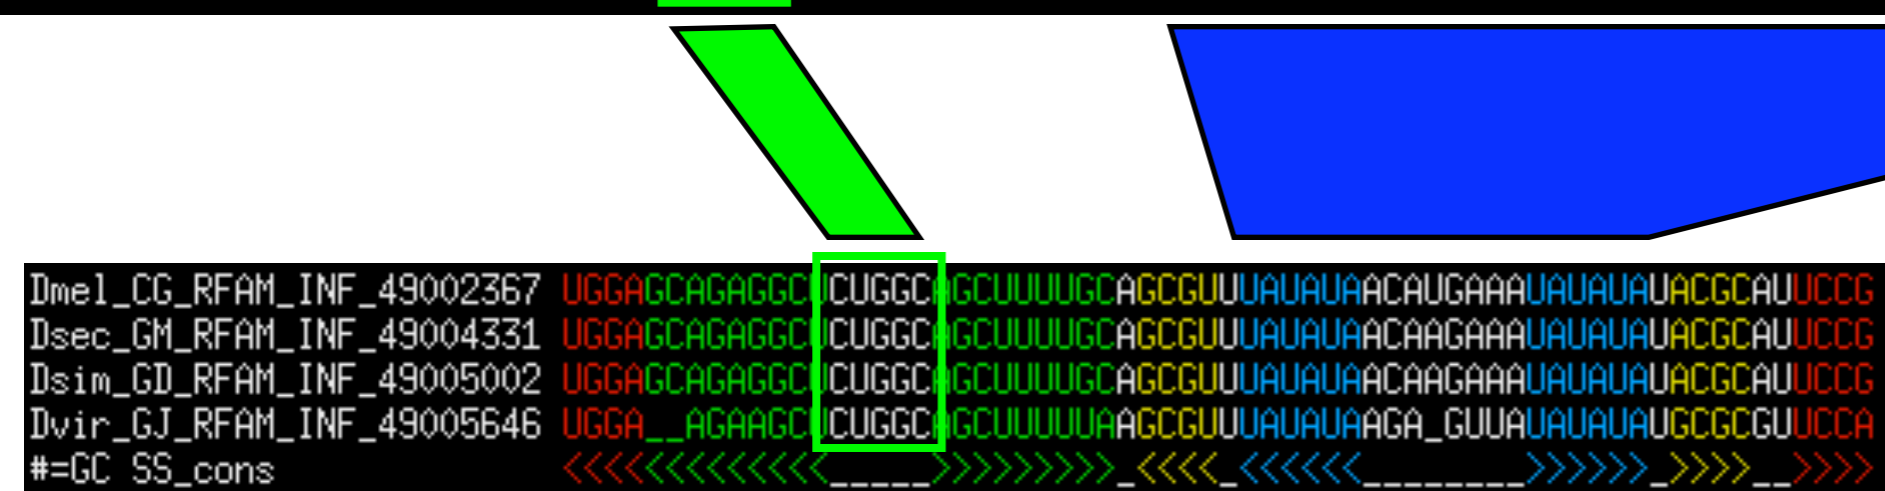 Dmel_CG_RFAM_INF_49002367 UGGAGCAGAGGCUCUGGCAGCUUUUGCAGCGUUUAUAUAACAUGAAAUAUAUAUACGCAUUCCG
Dsec_GM_RFAM_INF_49004331 UGGAGCAGAGGCUCUGGCAGCUUUUGCAGCGUUUAUAUAACAAGAAAUAUAUAUACGCAUUCCG
Dsim_GD_RFAM_INF_49005002 UGGAGCAGAGGCUCUGGCAGCUUUUGCAGCGUUUAUAUAACAAGAAAUAUAUAUACGCAUUCCG
Dvir_GJ_RFAM_INF_49005646 UGGA__AGAAGCUCUGGCAGCUUUUUAAGCGUUUAUAUAAGA_GUUAUAUAUAUGCGCGUUCCA
#=GC SS_cons <<<<<<<<<<<<<_____>>>>>>>>>_<<<<_<<<<<<________>>>>>>_>>>>__>>>>